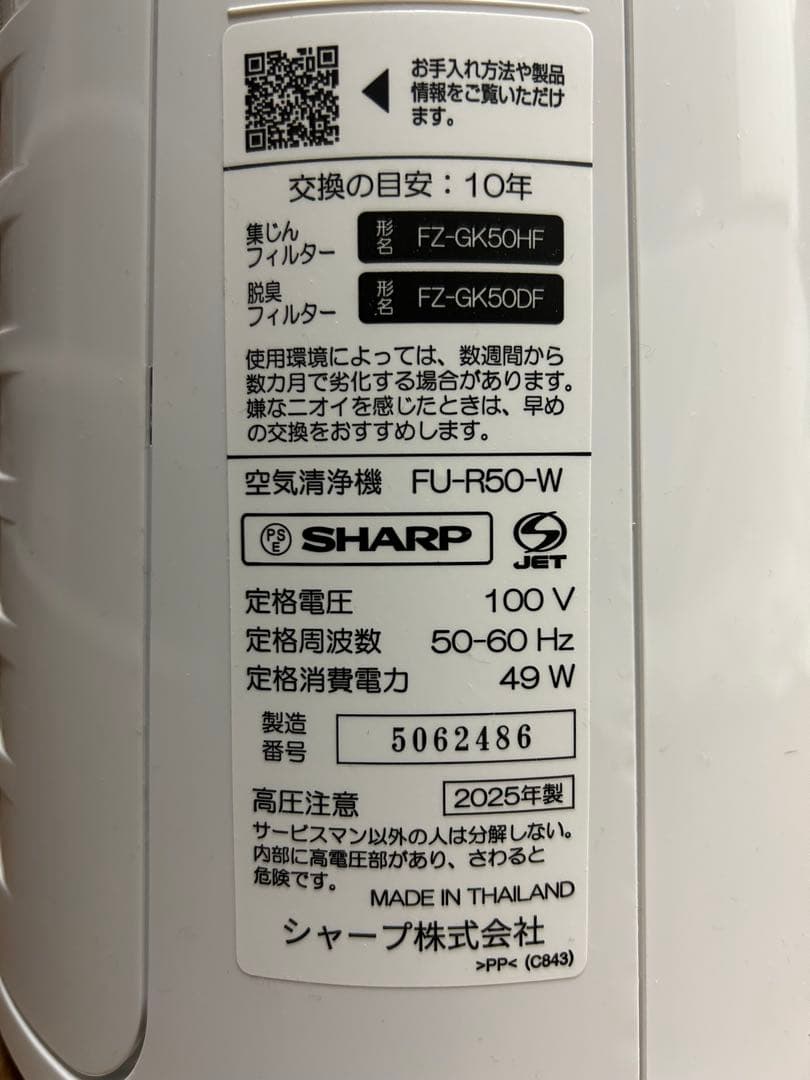 お手入れ方法や製品
情報をご覧いただけ
ます。
交換の目安：10年
集じん
フィルター
形名 FZ-GK50HF
脱臭
フィルター
形名 FZ-GK50DF
使用環境によっては、数週間から
数カ月で劣化する場合があります。
嫌なニオイを感じたときは、早め
の交換をおすすめします。
空気清浄機 FU-R50-W
PSE SHARP JET
定格電圧 100 V
定格周波数 50-60 Hz
定格消費電力 49 W
製造
番号
5062486
高圧注意 2025年製
サービスマン以外の人は分解しない。
内部に高電圧部があり、さわると
危険です。
MADE IN THAILAND
シャープ株式会社
>PP< (C843)